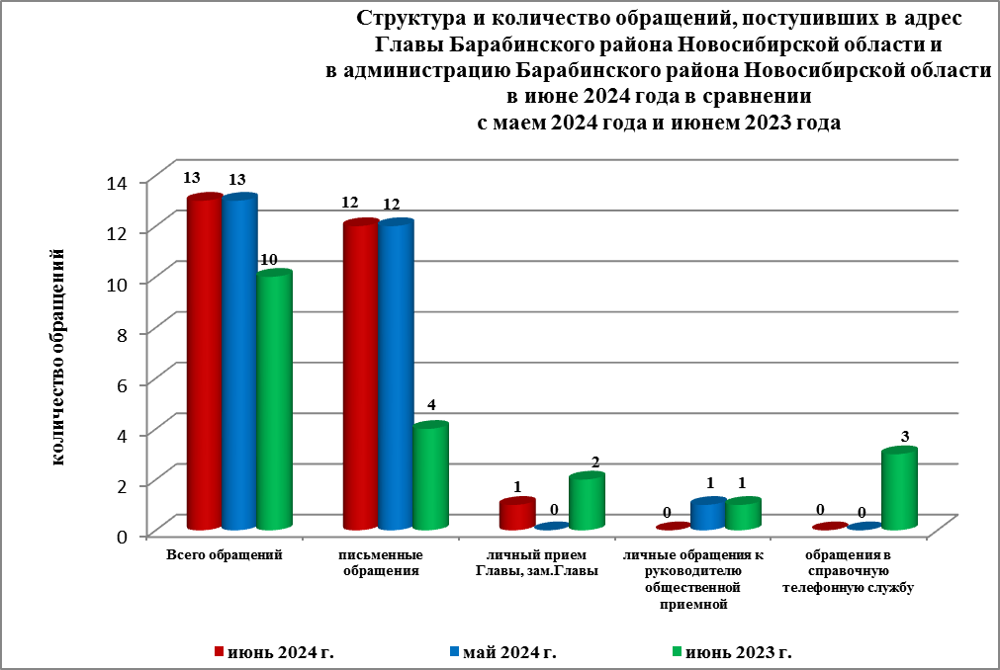 Структура и количество обращений, поступивших в адрес
Главы Барабинского района Новосибирской области и
в администрацию Барабинского района Новосибирской области
в июне 2024 года в сравнении
с маем 2024 года и июнем 2023 года
количество обращений
14
12
10
8
6
4
2
0
13
13
10
12
12
4
1
0
2
0
1
1
0
0
3
Всего обращений
письменные
обращения
личный прием
Главы, зам.Главы
личные обращения к
руководителю
общественной
приемной
обращения в
справочную
телефонную службу
июнь 2024 г.
май 2024 г.
июнь 2023 г.